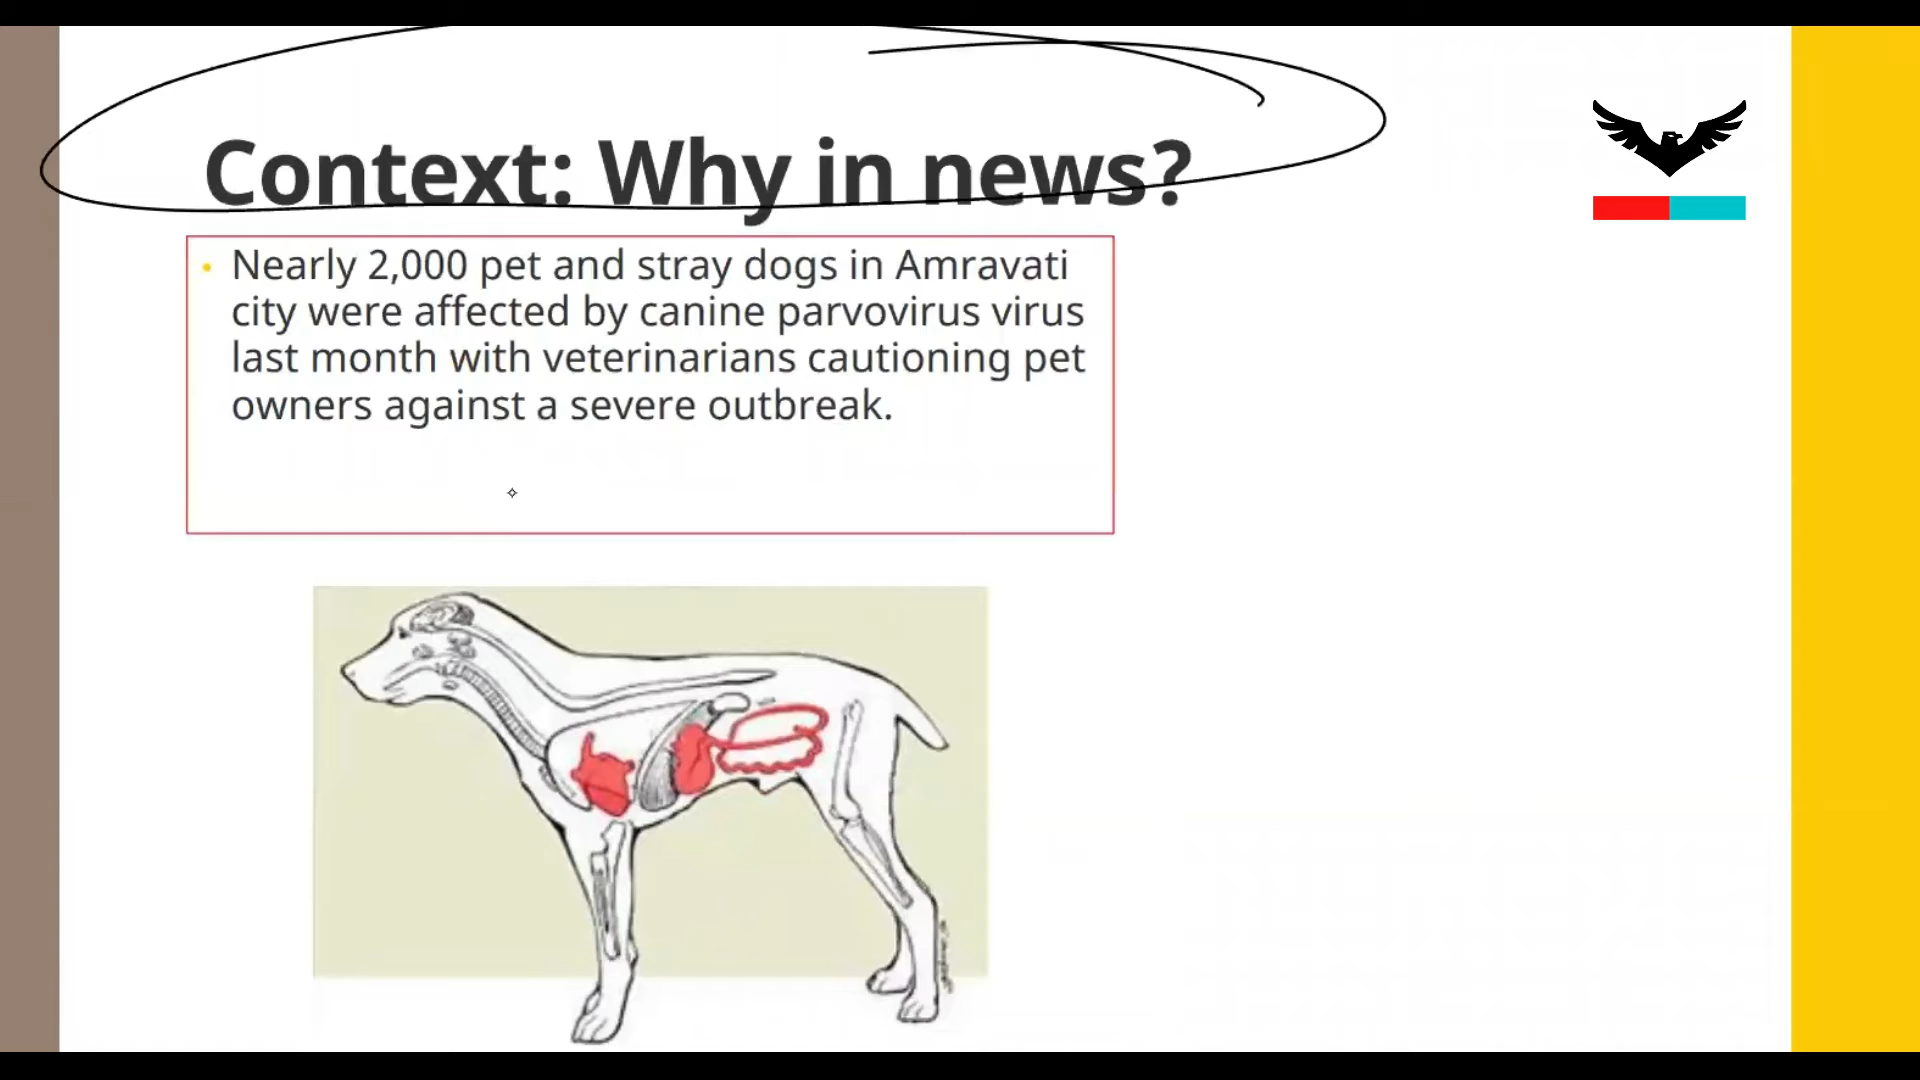 Context: Why in news?
• Nearly 2,000 pet and stray dogs in Amravati
city were affected by canine parvovirus virus
last month with veterinarians cautioning pet
owners against a severe outbreak.